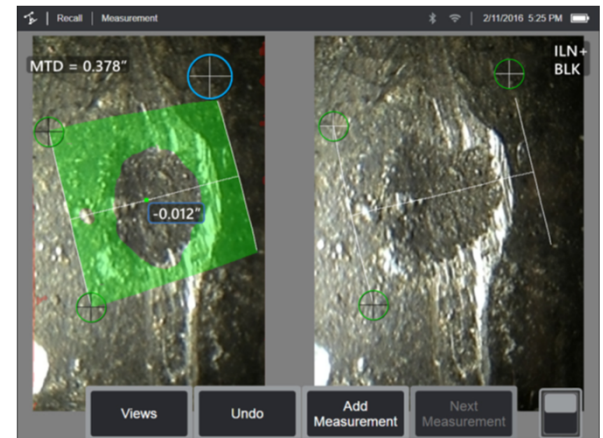 Recall
Measurement
2/11/2016 5:25 PM
MTD = 0.378"
ILN+
BLK
-0.012"
Views
Undo
Add
Measurement
Next
Measurement